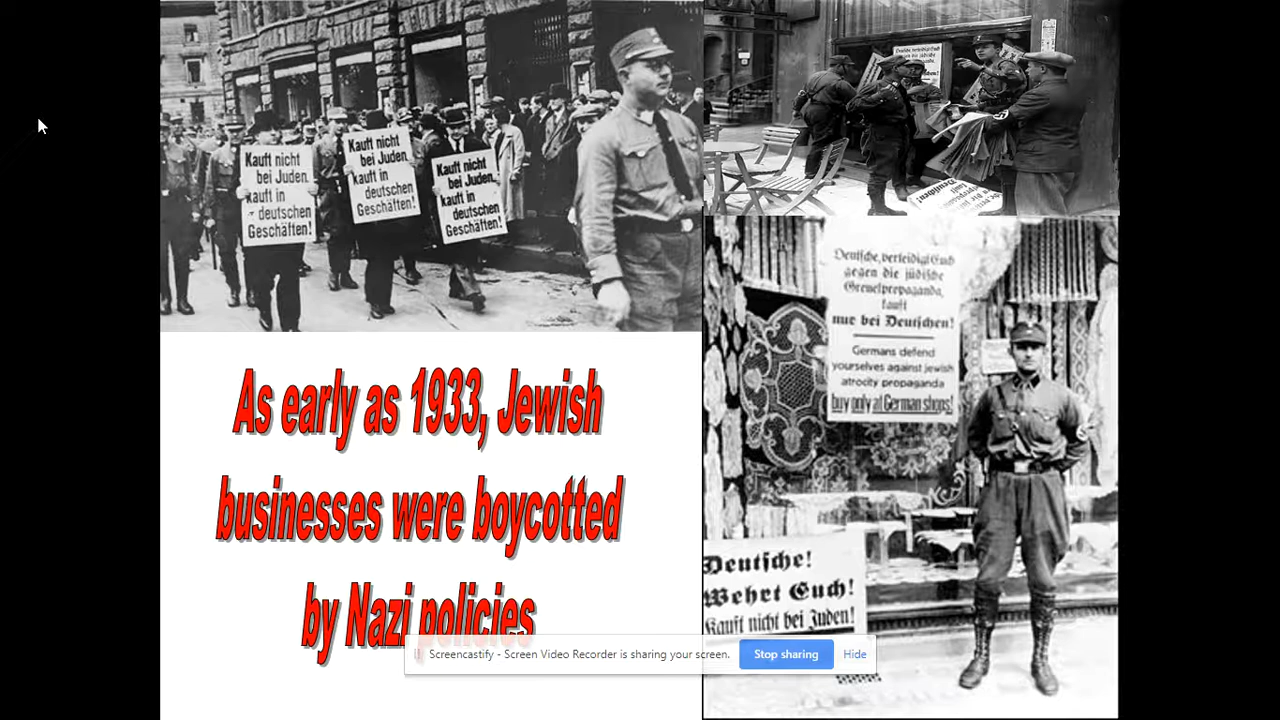 Kauft nicht
bei Juden.
kauft in
deutschen
Geschäften!
Kauft nicht
bei Juden.
kauft in
deutschen
Geschäften!
Kauft nicht
bei Juden.
kauft in
deutschen
Geschäften!
Deutsche, verteidigt Euch
gegen die jüdische
Greuelpropaganda,
kauft
nur bei Deutschen!
Germans defend
yourselves against jewish
atrocity propaganda
buy only at German shops!
Deutsche!
Wehrt Euch!
Kauft nicht bei Juden!
As early as 1933, Jewish
businesses were boycotted
by Nazi policies
Screencastify - Screen Video Recorder is sharing your screen. Stop sharing Hide